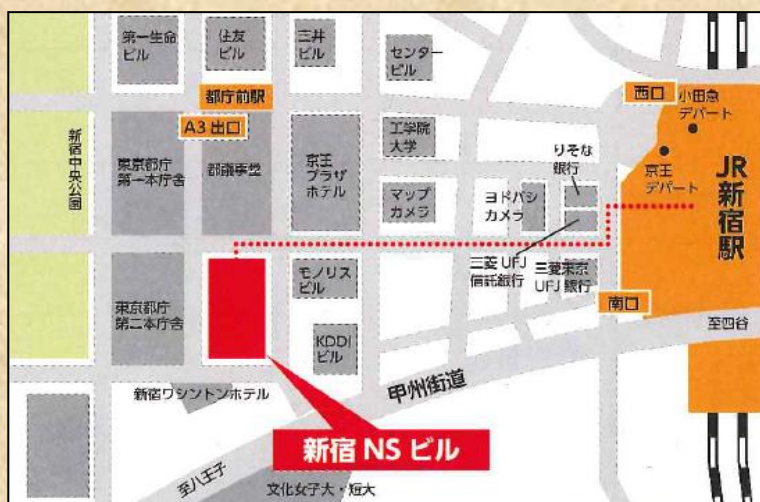 第一生命
ビル
住友
ビル
三井
ビル
センター
ビル
都庁前駅
A3 出口
西口
小田急
デパート
新宿中央公園
東京都庁
第一本庁舎
都議事堂
京王
プラザ
ホテル
工学院
大学
マップ
カメラ
ヨドバシ
カメラ
りそな
銀行
京王
デパート
JR新宿駅
東京都庁
第二本庁舎
モノリス
ビル
三菱 UFJ
信託銀行
三菱東京
UFJ 銀行
南口
至四谷
KDDI
ビル
新宿ワシントンホテル
甲州街道
新宿 NS ビル
至八王子
文化女子大・短大